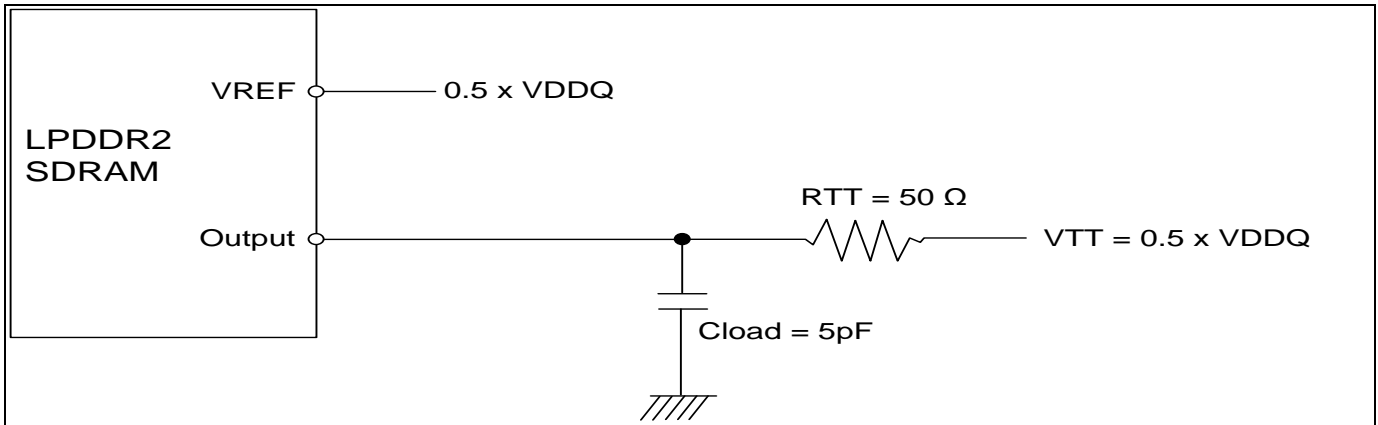 VREF
0.5 x VDDQ
LPDDR2
SDRAM
RTT = 50 Ω
Output
VTT = 0.5 x VDDQ
Cload = 5pF